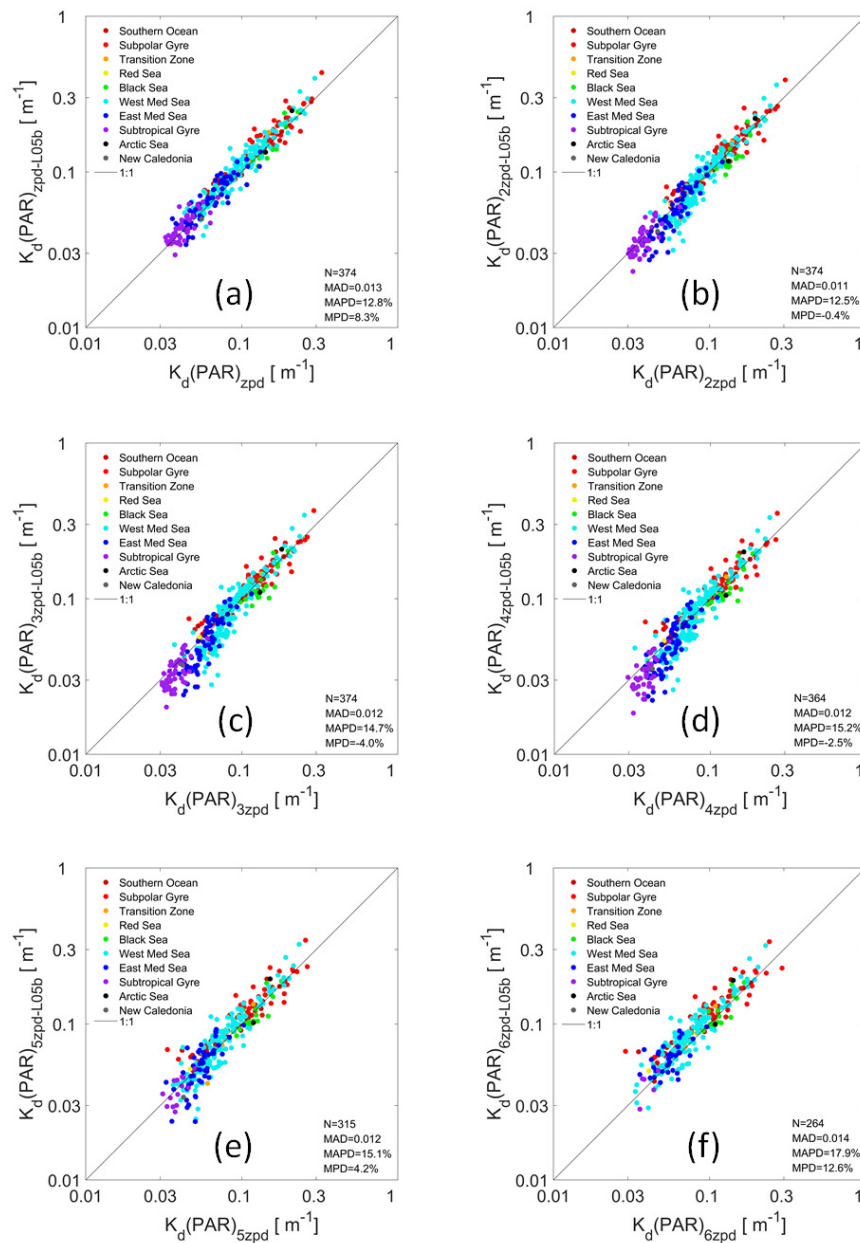 1
0.3
0.1
0.03
0.01
K_d(PAR)_zpd-L05b [ m^-1]
Southern Ocean
Subpolar Gyre
Transition Zone
Red Sea
Black Sea
West Med Sea
East Med Sea
Subtropical Gyre
Arctic Sea
New Caledonia
1:1
(a)
N=374
MAD=0.013
MAPD=12.8%
MPD=8.3%
0.01 0.03 0.1 0.3 1
K_d(PAR)_zpd [ m^-1]
1
0.3
0.1
0.03
0.01
K_d(PAR)_2zpd-L05b [ m^-1]
Southern Ocean
Subpolar Gyre
Transition Zone
Red Sea
Black Sea
West Med Sea
East Med Sea
Subtropical Gyre
Arctic Sea
New Caledonia
1:1
(b)
N=374
MAD=0.011
MAPD=12.5%
MPD=-0.4%
0.01 0.03 0.1 0.3 1
K_d(PAR)_2zpd [ m^-1]
1
0.3
0.1
0.03
0.01
K_d(PAR)_3zpd-L05b [ m^-1]
Southern Ocean
Subpolar Gyre
Transition Zone
Red Sea
Black Sea
West Med Sea
East Med Sea
Subtropical Gyre
Arctic Sea
New Caledonia
1:1
(c)
N=374
MAD=0.012
MAPD=14.7%
MPD=-4.0%
0.01 0.03 0.1 0.3 1
K_d(PAR)_3zpd [ m^-1]
1
0.3
0.1
0.03
0.01
K_d(PAR)_4zpd-L05b [ m^-1]
Southern Ocean
Subpolar Gyre
Transition Zone
Red Sea
Black Sea
West Med Sea
East Med Sea
Subtropical Gyre
Arctic Sea
New Caledonia
1:1
(d)
N=364
MAD=0.012
MAPD=15.2%
MPD=-2.5%
0.01 0.03 0.1 0.3 1
K_d(PAR)_4zpd [ m^-1]
1
0.3
0.1
0.03
0.01
K_d(PAR)_5zpd-L05b [ m^-1]
Southern Ocean
Subpolar Gyre
Transition Zone
Red Sea
Black Sea
West Med Sea
East Med Sea
Subtropical Gyre
Arctic Sea
New Caledonia
1:1
(e)
N=315
MAD=0.012
MAPD=15.1%
MPD=4.2%
0.01 0.03 0.1 0.3 1
K_d(PAR)_5zpd [ m^-1]
1
0.3
0.1
0.03
0.01
K_d(PAR)_6zpd-L05b [ m^-1]
Southern Ocean
Subpolar Gyre
Transition Zone
Red Sea
Black Sea
West Med Sea
East Med Sea
Subtropical Gyre
Arctic Sea
New Caledonia
1:1
(f)
N=264
MAD=0.014
MAPD=17.9%
MPD=12.6%
0.01 0.03 0.1 0.3 1
K_d(PAR)_6zpd [ m^-1]